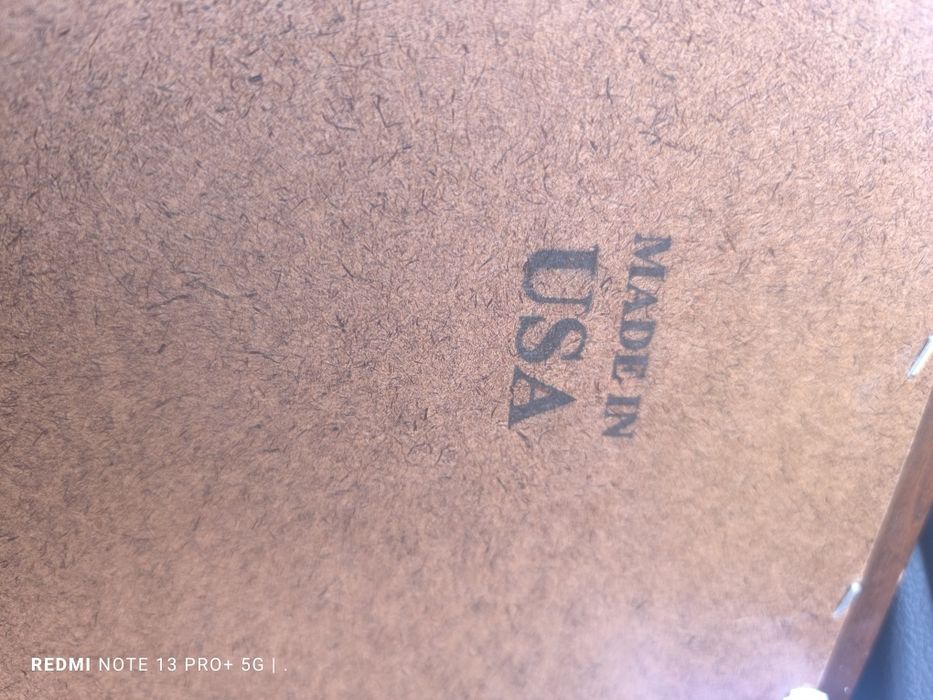 MADE IN
USA
REDMI NOTE 13 PRO+ 5G | .